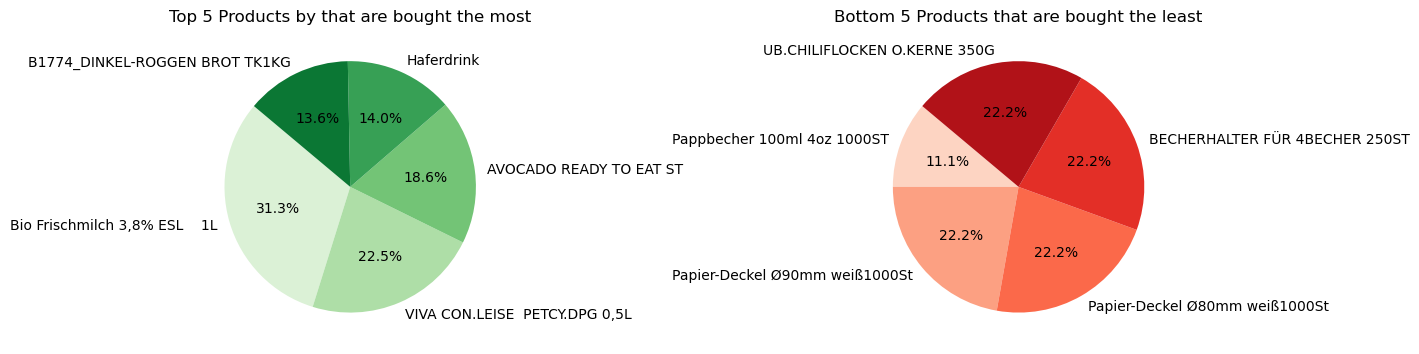 Top 5 Products by that are bought the most
B1774_DINKEL-ROGGEN BROT TK1KG
Haferdrink
13.6%
14.0%
AVOCADO READY TO EAT ST
18.6%
31.3%
Bio Frischmilch 3,8% ESL    1L
22.5%
VIVA CON.LEISE  PETCY.DPG 0,5L
Bottom 5 Products that are bought the least
UB.CHILIFLOCKEN O.KERNE 350G
22.2%
Pappbecher 100ml 4oz 1000ST
11.1%
22.2%
BECHERHALTER FÜR 4BECHER 250ST
22.2%
22.2%
Papier-Deckel Ø90mm weiß1000St
Papier-Deckel Ø80mm weiß1000St